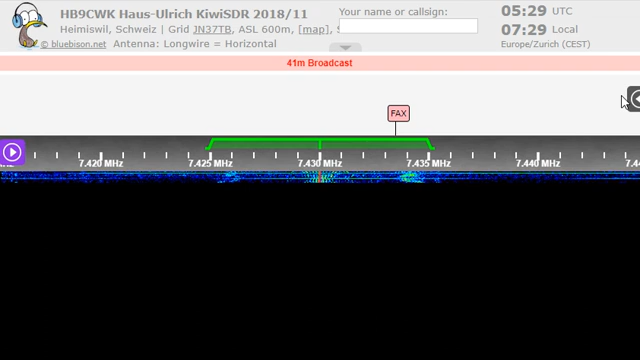 HB9CWK Haus-Ulrich KiwiSDR 2018/11
Heimiswil, Schweiz | Grid JN37TB, ASL 600m, [map],
© bluebison.net Antenna: Longwire = Horizontal
Your name or callsign:
05:29 UTC
07:29 Local
Europe/Zurich (CEST)
41m Broadcast
FAX
7.420 MHz 7.425 MHz 7.430 MHz 7.435 MHz 7.440 MHz